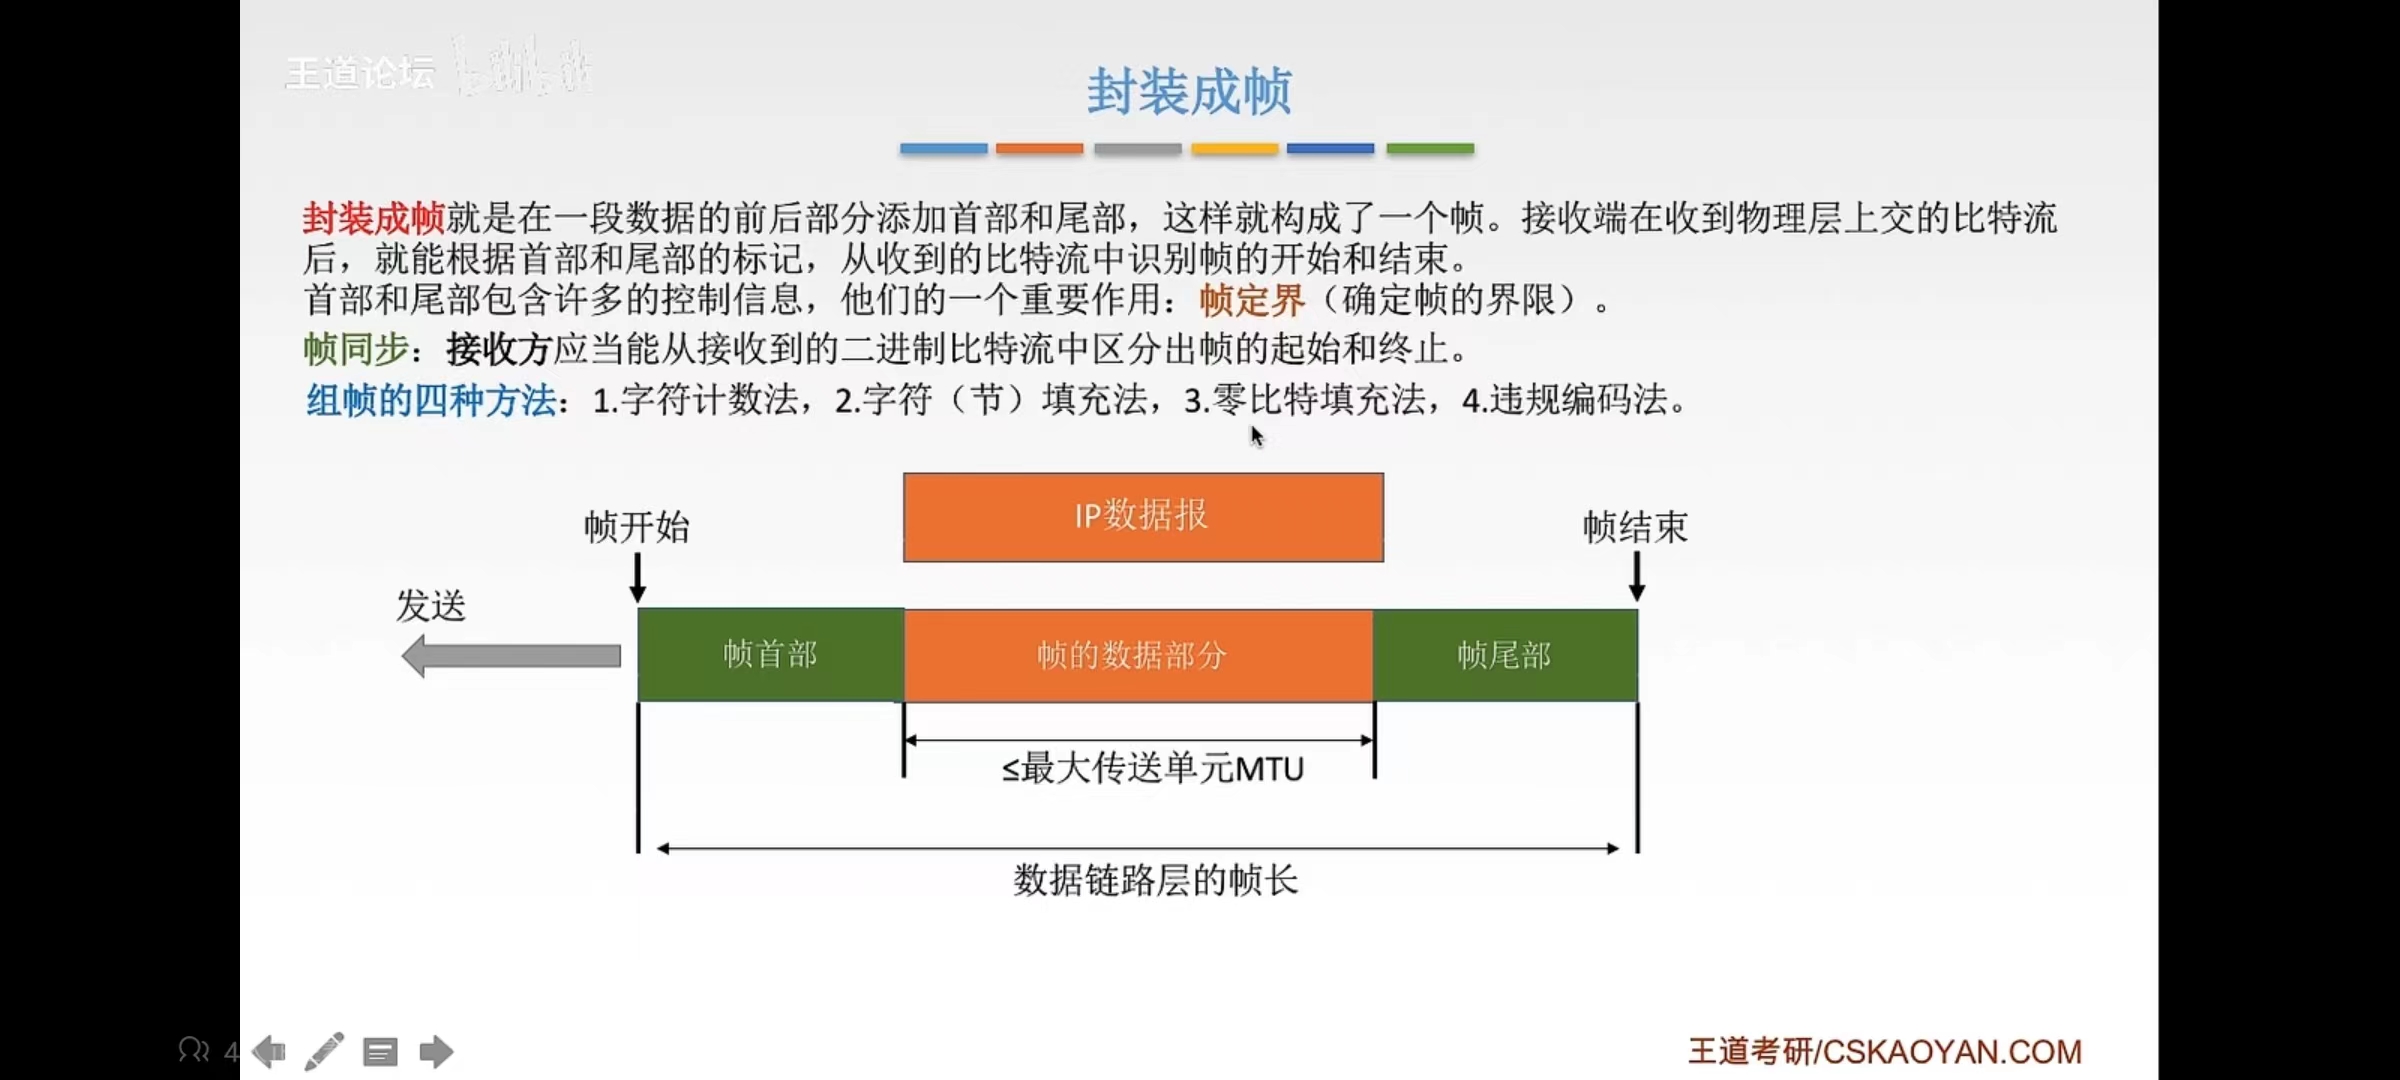 王道论坛
封装成帧
封装成帧就是在一段数据的前后部分添加首部和尾部，这样就构成了一个帧。接收端在收到物理层上交的比特流
后，就能根据首部和尾部的标记，从收到的比特流中识别帧的开始和结束。
首部和尾部包含许多的控制信息，他们的一个重要作用：帧定界（确定帧的界限）。
帧同步：接收方应当能从接收到的二进制比特流中区分出帧的起始和终止。
组帧的四种方法：1.字符计数法，2.字符（节）填充法，3.零比特填充法，4.违规编码法。
IP数据报
帧开始
帧结束
发送
帧首部
帧的数据部分
帧尾部
≤最大传送单元MTU
数据链路层的帧长
4
王道考研/CSKAOYAN.COM